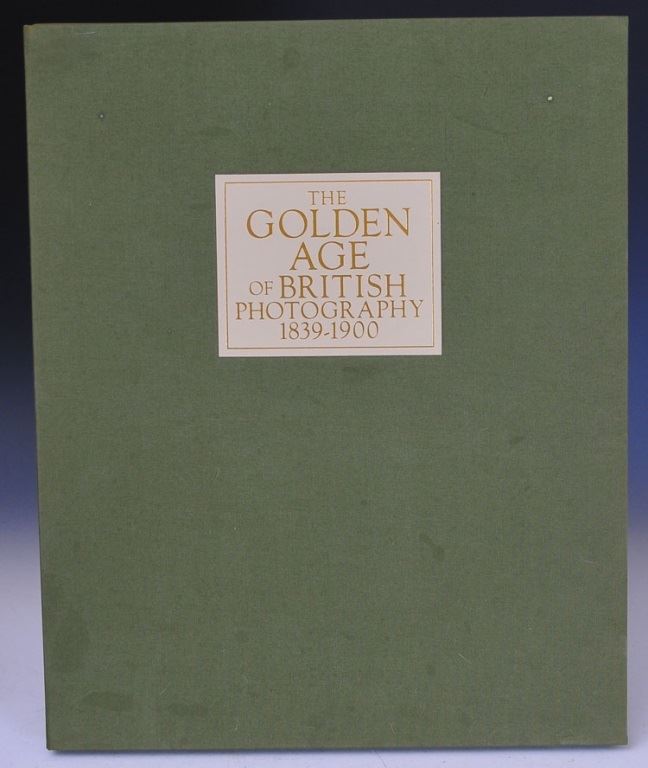 THE
GOLDEN
AGE
OF BRITISH
PHOTOGRAPHY
1839-1900